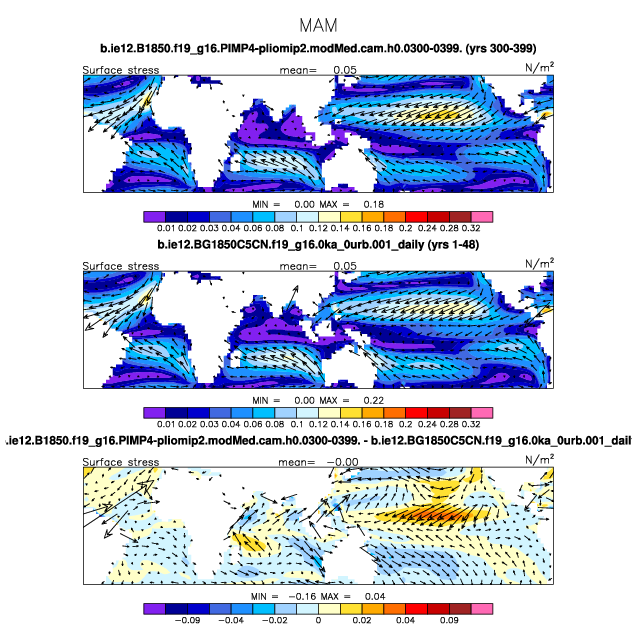 MAM
b.ie12.B1850.f19_g16.PIMP4-pliomip2.modMed.cam.h0.0300-0399. (yrs 300-399)
Surface stress mean= 0.05 N/m²
MIN = 0.00 MAX = 0.18
0.01 0.02 0.03 0.04 0.06 0.08 0.1 0.12 0.14 0.16 0.18 0.2 0.24 0.28 0.32
b.ie12.BG1850C5CN.f19_g16.0ka_0urb.001_daily (yrs 1-48)
Surface stress mean= 0.05 N/m²
MIN = 0.00 MAX = 0.22
0.01 0.02 0.03 0.04 0.06 0.08 0.1 0.12 0.14 0.16 0.18 0.2 0.24 0.28 0.32
.ie12.B1850.f19_g16.PIMP4-pliomip2.modMed.cam.h0.0300-0399. - b.ie12.BG1850C5CN.f19_g16.0ka_0urb.001_dail
Surface stress mean= -0.00 N/m²
MIN = -0.16 MAX = 0.04
-0.09 -0.04 -0.02 0 0.02 0.04 0.09